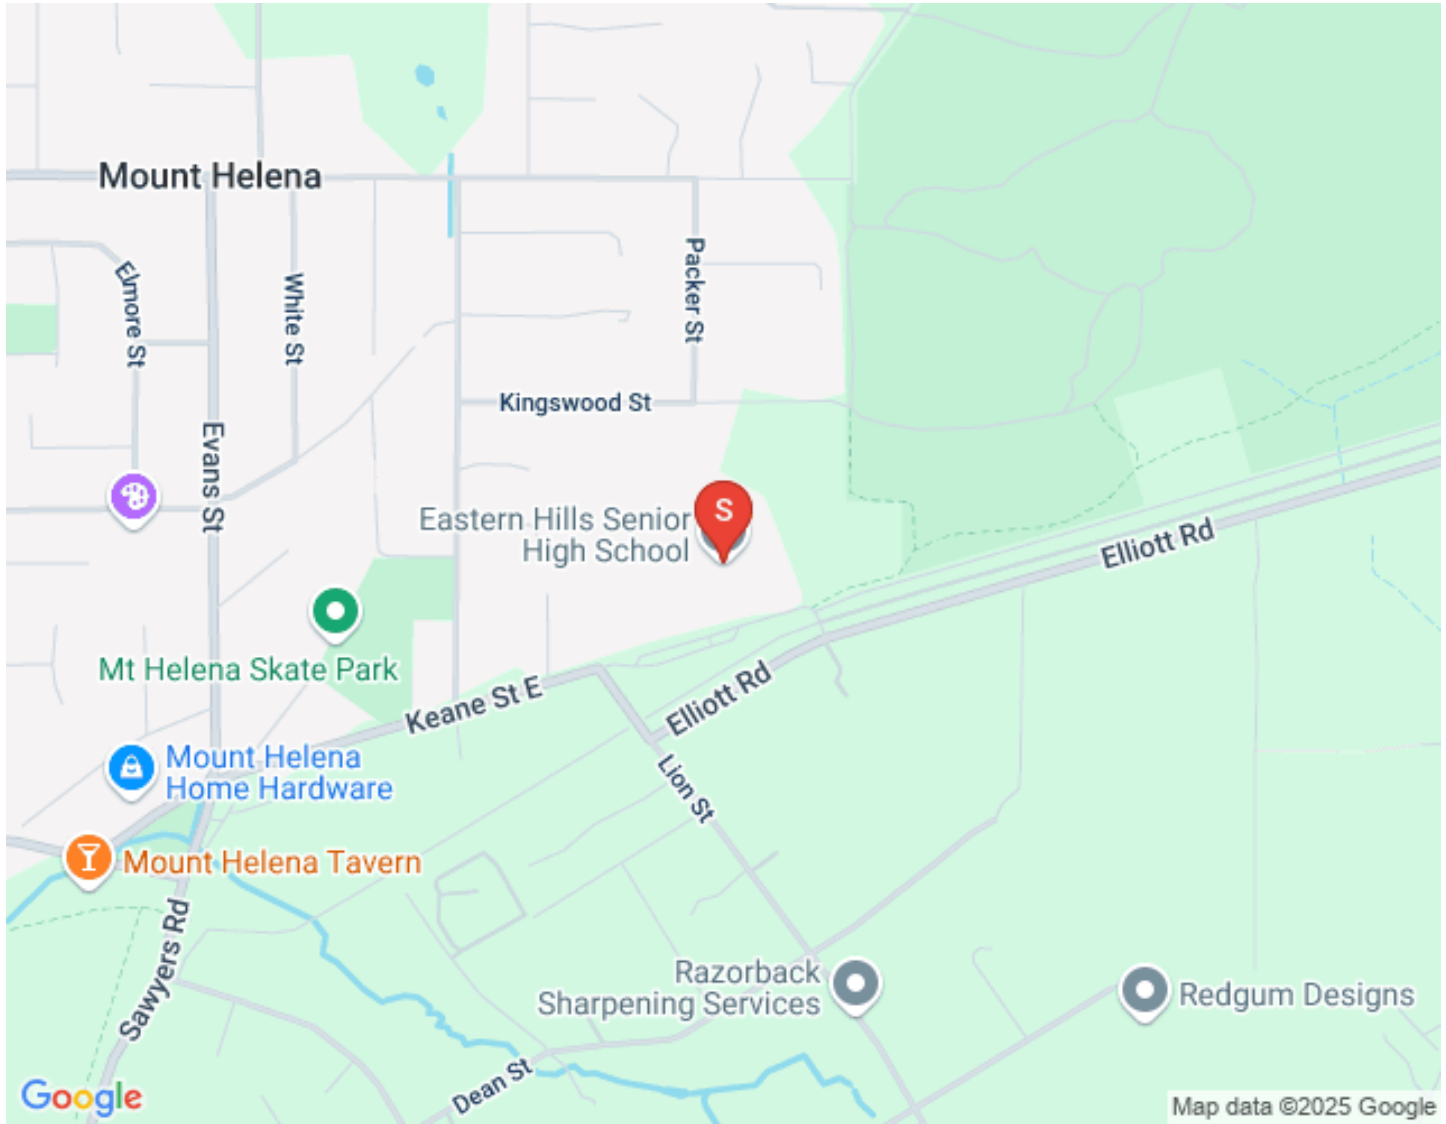 Mount Helena
Elmore St
White St
Packer St
Kingswood St
Evans St
S
Eastern Hills Senior
High School
Elliott Rd
Mt Helena Skate Park
Keane St E
Elliott Rd
Mount Helena
Home Hardware
Lion St
Mount Helena Tavern
Sawyers Rd
Razorback
Sharpening Services
Redgum Designs
Dean St
Google
Map data ©2025 Google